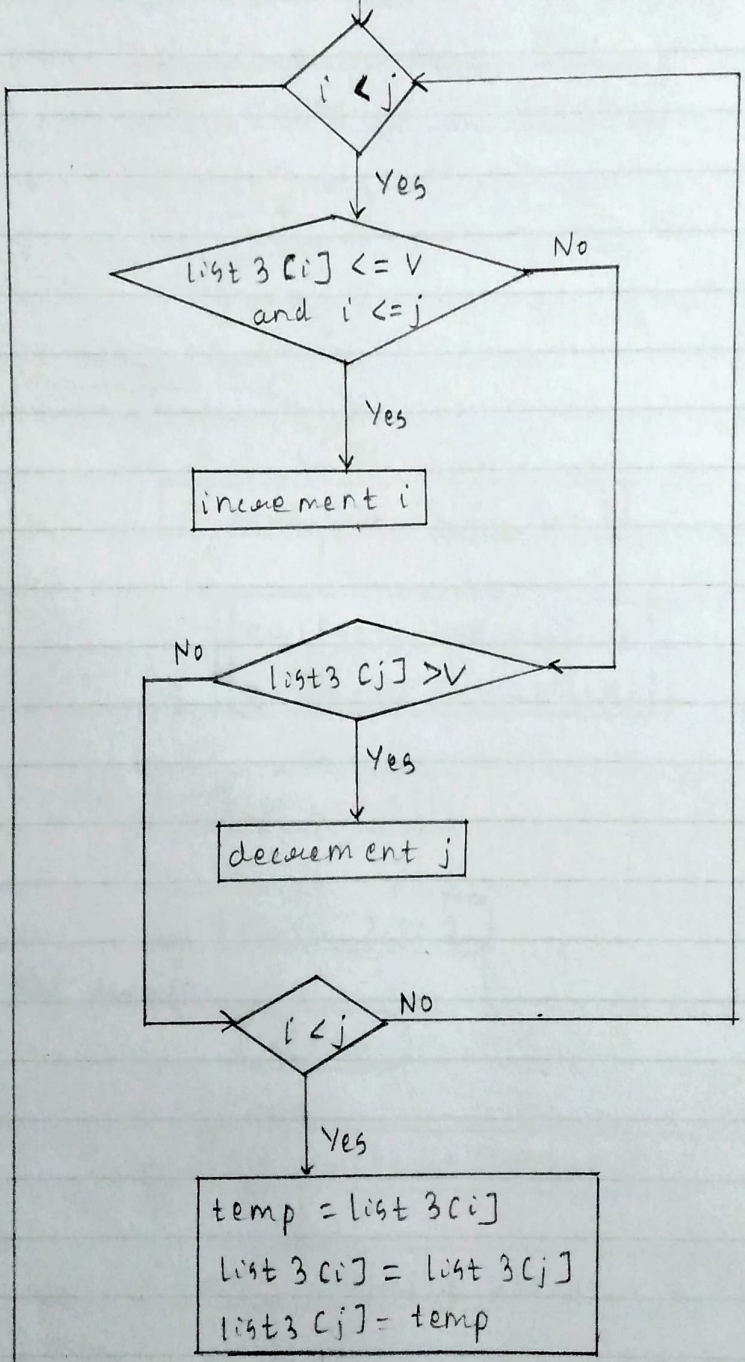 i < j
Yes
list 3 [i] <= V
and i <= j
No
Yes
increment i
No
list3 [j] >V
Yes
decrement j
i < j
No
Yes
temp = list 3[i]
list 3 [i] = list 3[j]
list3 [j] = temp